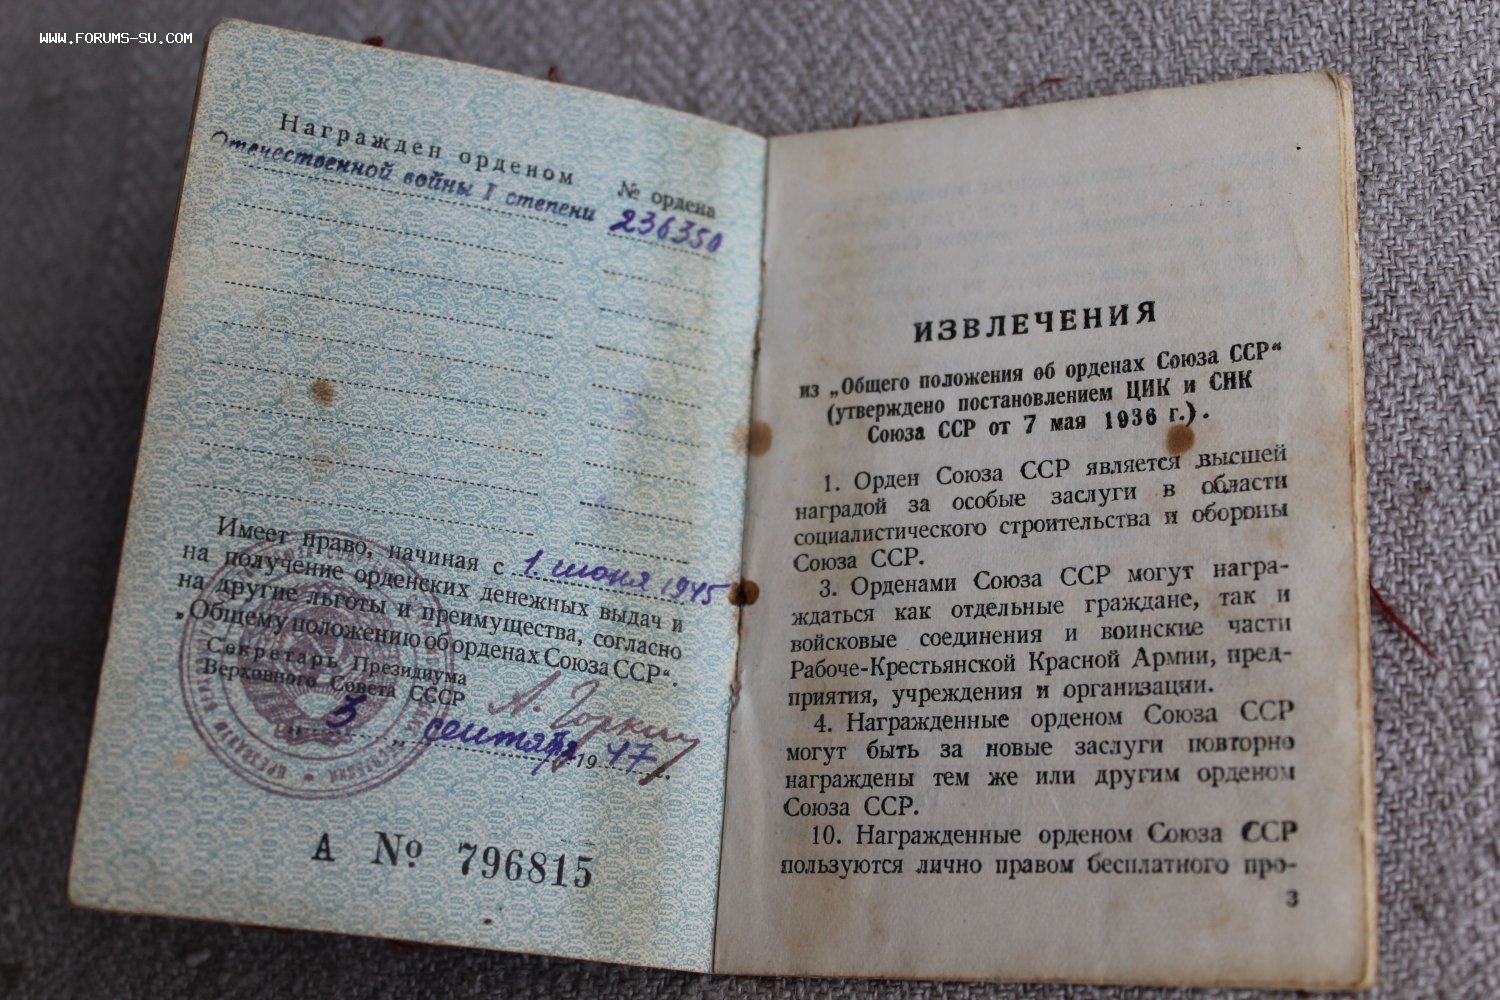 WWW.FORUMS-SU.COM
Награжден орденом
№ ордена
Отечественной войны I степени 236350
Имеет право, начиная с 1 июня 1945
на получение орденских денежных выдач и
на другие льготы и преимущества, согласно
„Общему положению об орденах Союза ССР“.
Секретарь Президиума
Верховного Совета СССР
А. Горкин
„3„ сентября 1947 г.
А № 796815
ИЗВЛЕЧЕНИЯ
из „Общего положения об орденах Союза ССР“
(утверждено постановлением ЦИК и СНК
Союза ССР от 7 мая 1936 г.).
1. Орден Союза ССР является высшей
наградой за особые заслуги в области
социалистического строительства и обороны
Союза ССР.
3. Орденами Союза ССР могут награ-
ждаться как отдельные граждане, так и
войсковые соединения и воинские части
Рабоче-Крестьянской Красной Армии, пред-
приятия, учреждения и организации.
4. Награжденные орденом Союза ССР
могут быть за новые заслуги повторно
награждены тем же или другим орденом
Союза ССР.
10. Награжденные орденом Союза ССР
пользуются лично правом бесплатного про-
3